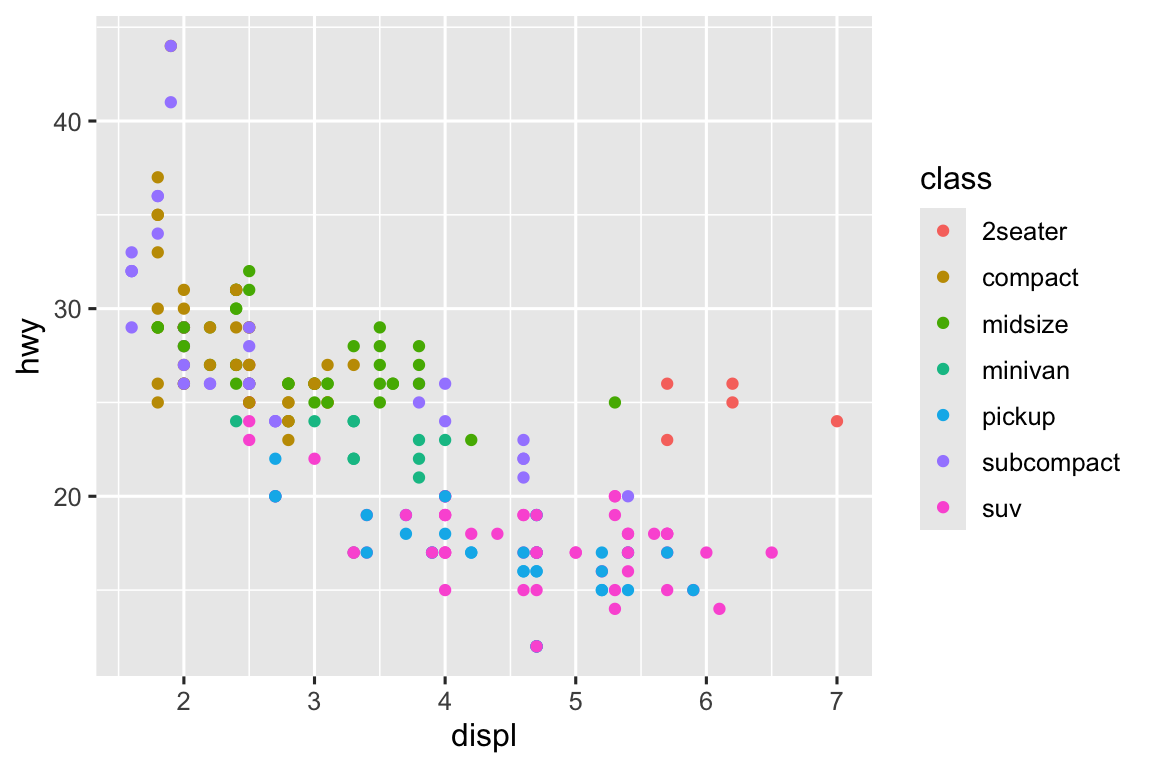 hwy
40
30
20
2 3 4 5 6 7
displ
class
2seater
compact
midsize
minivan
pickup
subcompact
suv